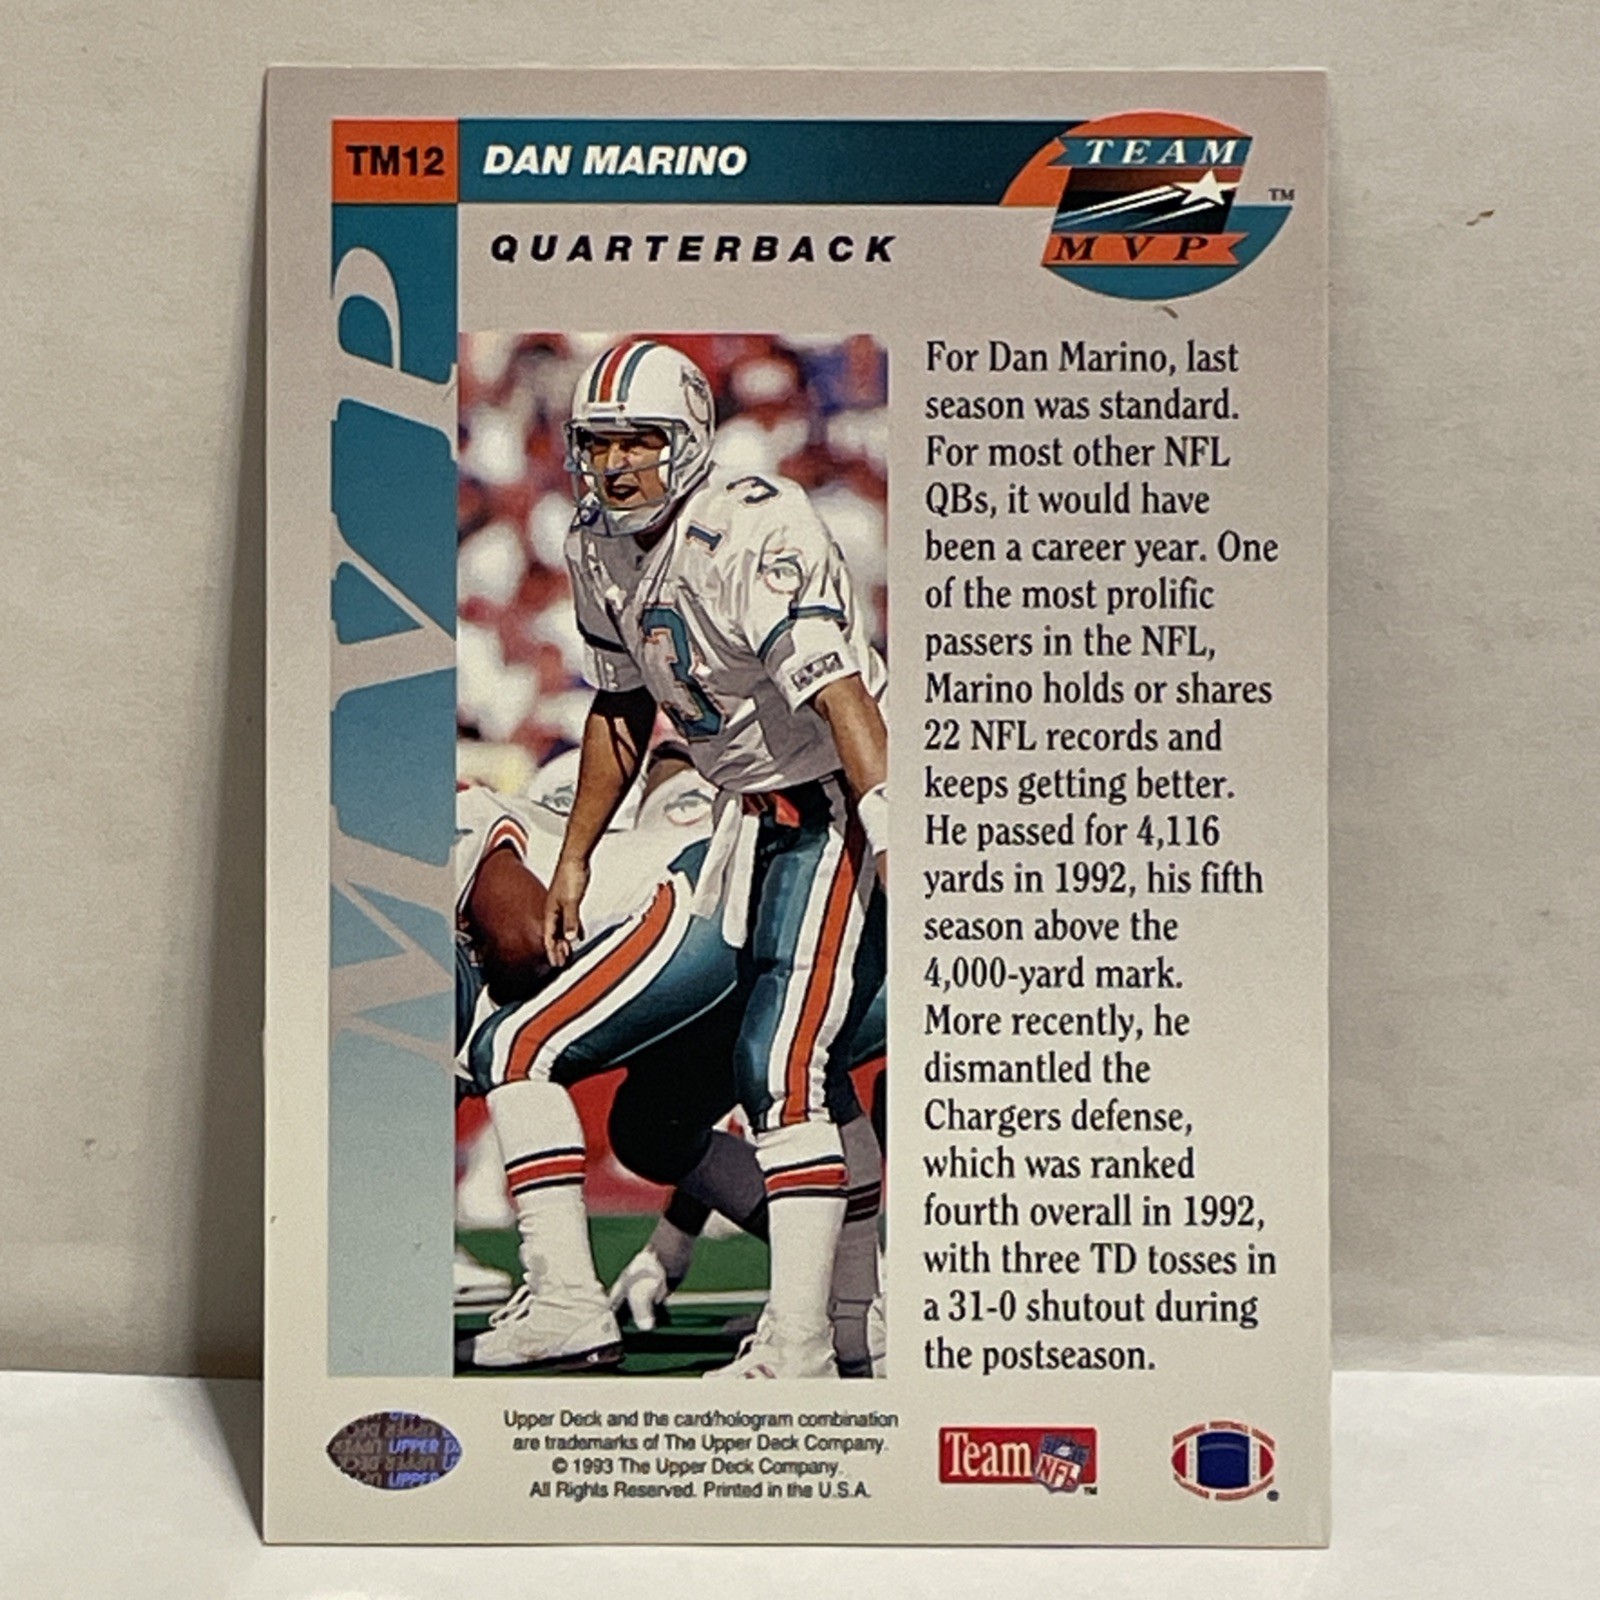 TM12 DAN MARINO
TEAM
MVP
TM
QUARTERBACK
MVP
For Dan Marino, last
season was standard.
For most other NFL
QBs, it would have
been a career year. One
of the most prolific
passers in the NFL,
Marino holds or shares
22 NFL records and
keeps getting better.
He passed for 4,116
yards in 1992, his fifth
season above the
4,000-yard mark.
More recently, he
dismantled the
Chargers defense,
which was ranked
fourth overall in 1992,
with three TD tosses in
a 31-0 shutout during
the postseason.
13
UPPER DE
UPPER
Upper Deck and the card/hologram combination
are trademarks of The Upper Deck Company.
© 1993 The Upper Deck Company.
All Rights Reserved. Printed in the U.S.A.
Team NFL
TM